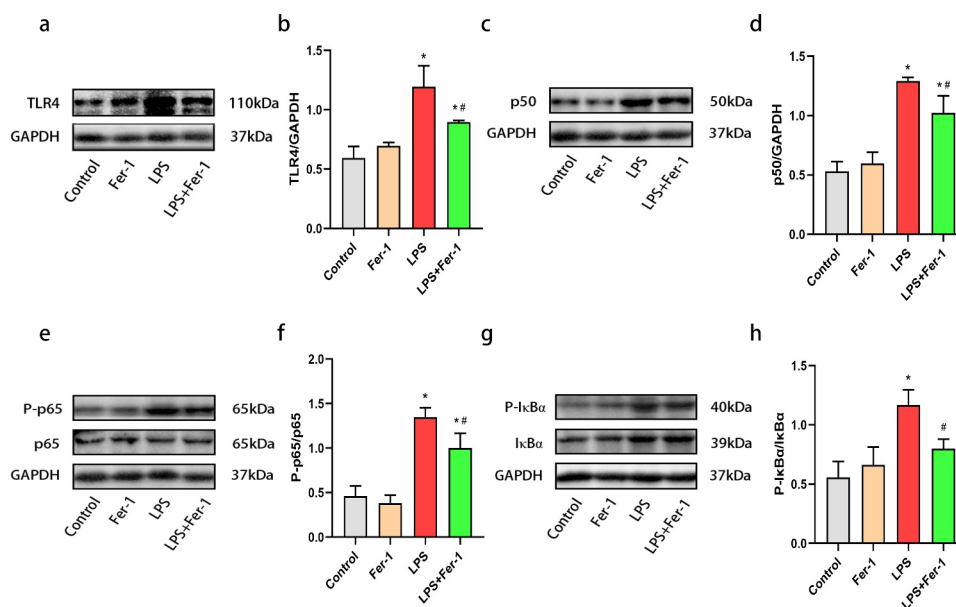 a
TLR4 110kDa
GAPDH 37kDa
Control Fer-1 LPS LPS+Fer-1
b
TLR4/GAPDH
1.5
1.0
0.5
0.0
*
* #
Control Fer-1 LPS LPS+Fer-1
c
p50 50kDa
GAPDH 37kDa
Control Fer-1 LPS LPS+Fer-1
d
p50/GAPDH
1.5
1.0
0.5
0.0
*
* #
Control Fer-1 LPS LPS+Fer-1
e
P-p65 65kDa
p65 65kDa
GAPDH 37kDa
Control Fer-1 LPS LPS+Fer-1
f
P-p65/p65
2.0
1.5
1.0
0.5
0.0
*
* #
Control Fer-1 LPS LPS+Fer-1
g
P-IκBα 40kDa
IκBα 39kDa
GAPDH 37kDa
Control Fer-1 LPS LPS+Fer-1
h
P-IκBα/IκBα
1.5
1.0
0.5
0.0
*
#
Control Fer-1 LPS LPS+Fer-1